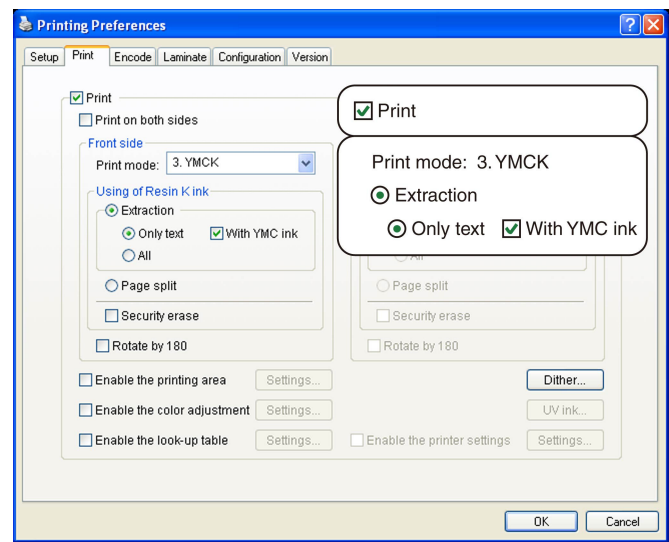 Printing Preferences
Setup Print Encode Laminate Configuration Version
Print
Print on both sides
Front side
Print mode: 3. YMCK
Using of Resin K ink
Extraction
Only text With YMC ink
All
Page split
Security erase
Rotate by 180
Print
Print mode: 3. YMCK
Extraction
Only text With YMC ink
All
Page split
Security erase
Rotate by 180
Enable the printing area Settings... Dither...
Enable the color adjustment Settings... UV ink...
Enable the look-up table Settings... Enable the printer settings Settings...
OK Cancel